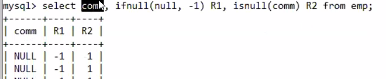 mysql> select comm, ifnull(null, -1) R1, isnull(comm) R2 from emp;
+------+----+----+
| comm | R1 | R2 |
+------+----+----+
| NULL | -1 | 1 |
| NULL | -1 | 1 |
| NULL | -1 | 1 |